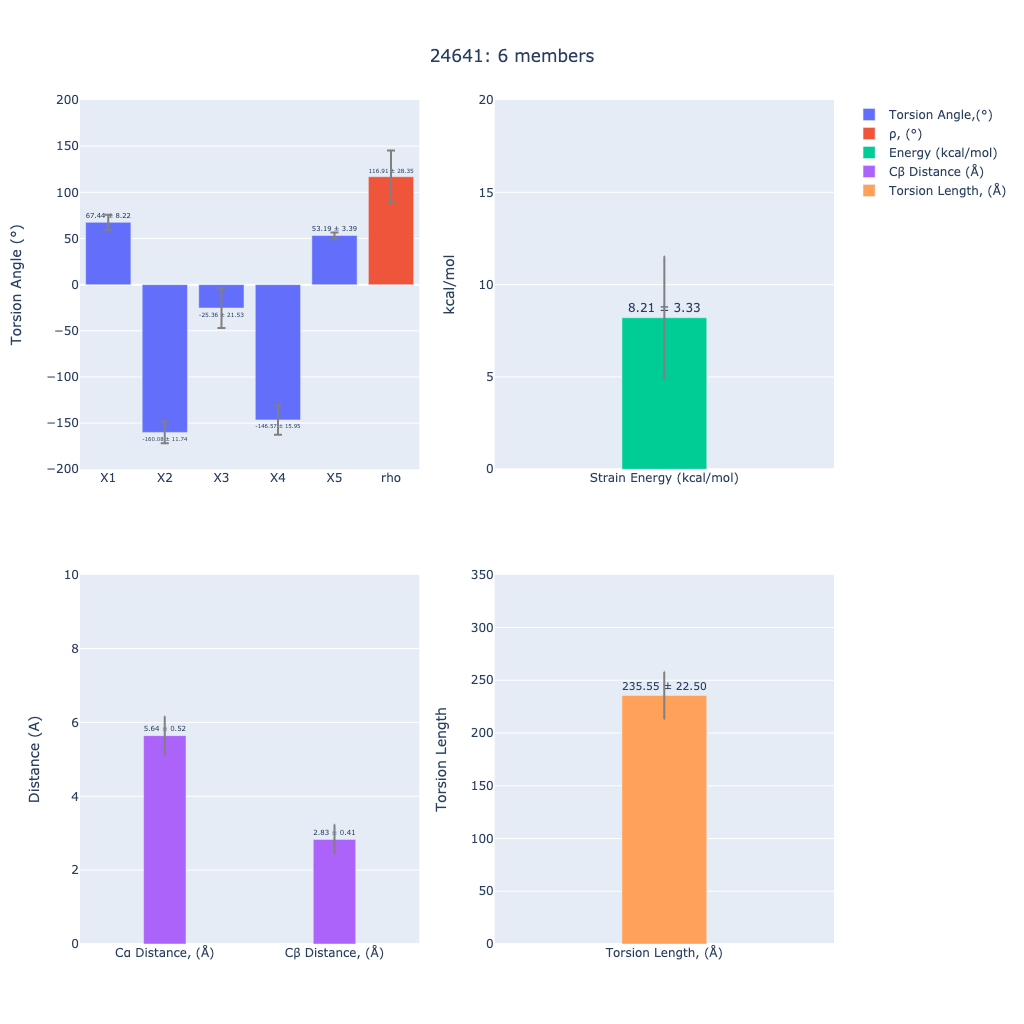 24641: 6 members
Torsion Angle (°)
200
150
100
50
0
−50
−100
−150
−200
67.44 ± 8.22
-160.08 ± 11.74
-25.36 ± 21.53
-146.57 ± 15.95
53.19 ± 3.39
116.91 ± 28.35
X1 X2 X3 X4 X5 rho
kcal/mol
20
15
10
5
0
8.21 ± 3.33
Strain Energy (kcal/mol)
Torsion Angle,(°)
ρ, (°)
Energy (kcal/mol)
Cβ Distance (Å)
Torsion Length, (Å)
Distance (A)
10
8
6
4
2
0
5.64 ± 0.52
2.83 ± 0.41
Cα Distance, (Å) Cβ Distance, (Å)
Torsion Length
350
300
250
200
150
100
50
0
235.55 ± 22.50
Torsion Length, (Å)